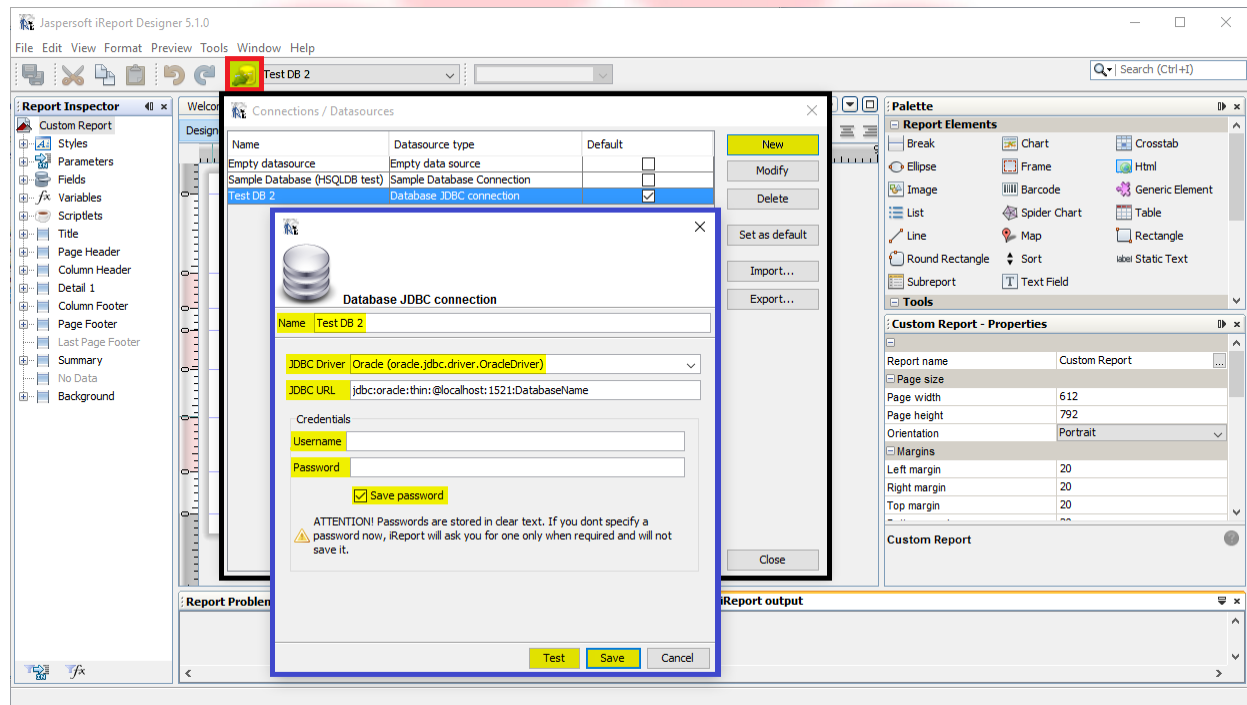 Jaspersoft iReport Designer 5.1.0
File Edit View Format Preview Tools Window Help
Test DB 2
Search (Ctrl+I)
Report Inspector
Custom Report
Styles
Parameters
Fields
Variables
Scriptlets
Title
Page Header
Column Header
Detail 1
Column Footer
Page Footer
Last Page Footer
Summary
No Data
Background
Welcor
Design
Connections / Datasources
Name Datasource type Default
Empty datasource Empty data source
Sample Database (HSQLDB test) Sample Database Connection
Test DB 2 Database JDBC connection
New
Modify
Delete
Set as default
Import...
Export...
Close
Database JDBC connection
Name Test DB 2
JDBC Driver Oracle (oracle.jdbc.driver.OracleDriver)
JDBC URL jdbc:oracle:thin:@localhost:1521:DatabaseName
Credentials
Username
Password
Save password
ATTENTION! Passwords are stored in clear text. If you dont specify a
password now, iReport will ask you for one only when required and will not
save it.
Test Save Cancel
Palette
Report Elements
Break Chart Crosstab
Ellipse Frame Html
Image Barcode Generic Element
List Spider Chart Table
Line Map Rectangle
Round Rectangle Sort label Static Text
Subreport Text Field
Tools
Custom Report - Properties
Report name Custom Report ...
Page size
Page width 612
Page height 792
Orientation Portrait
Margins
Left margin 20
Right margin 20
Top margin 20
Custom Report
Report Problem
iReport output